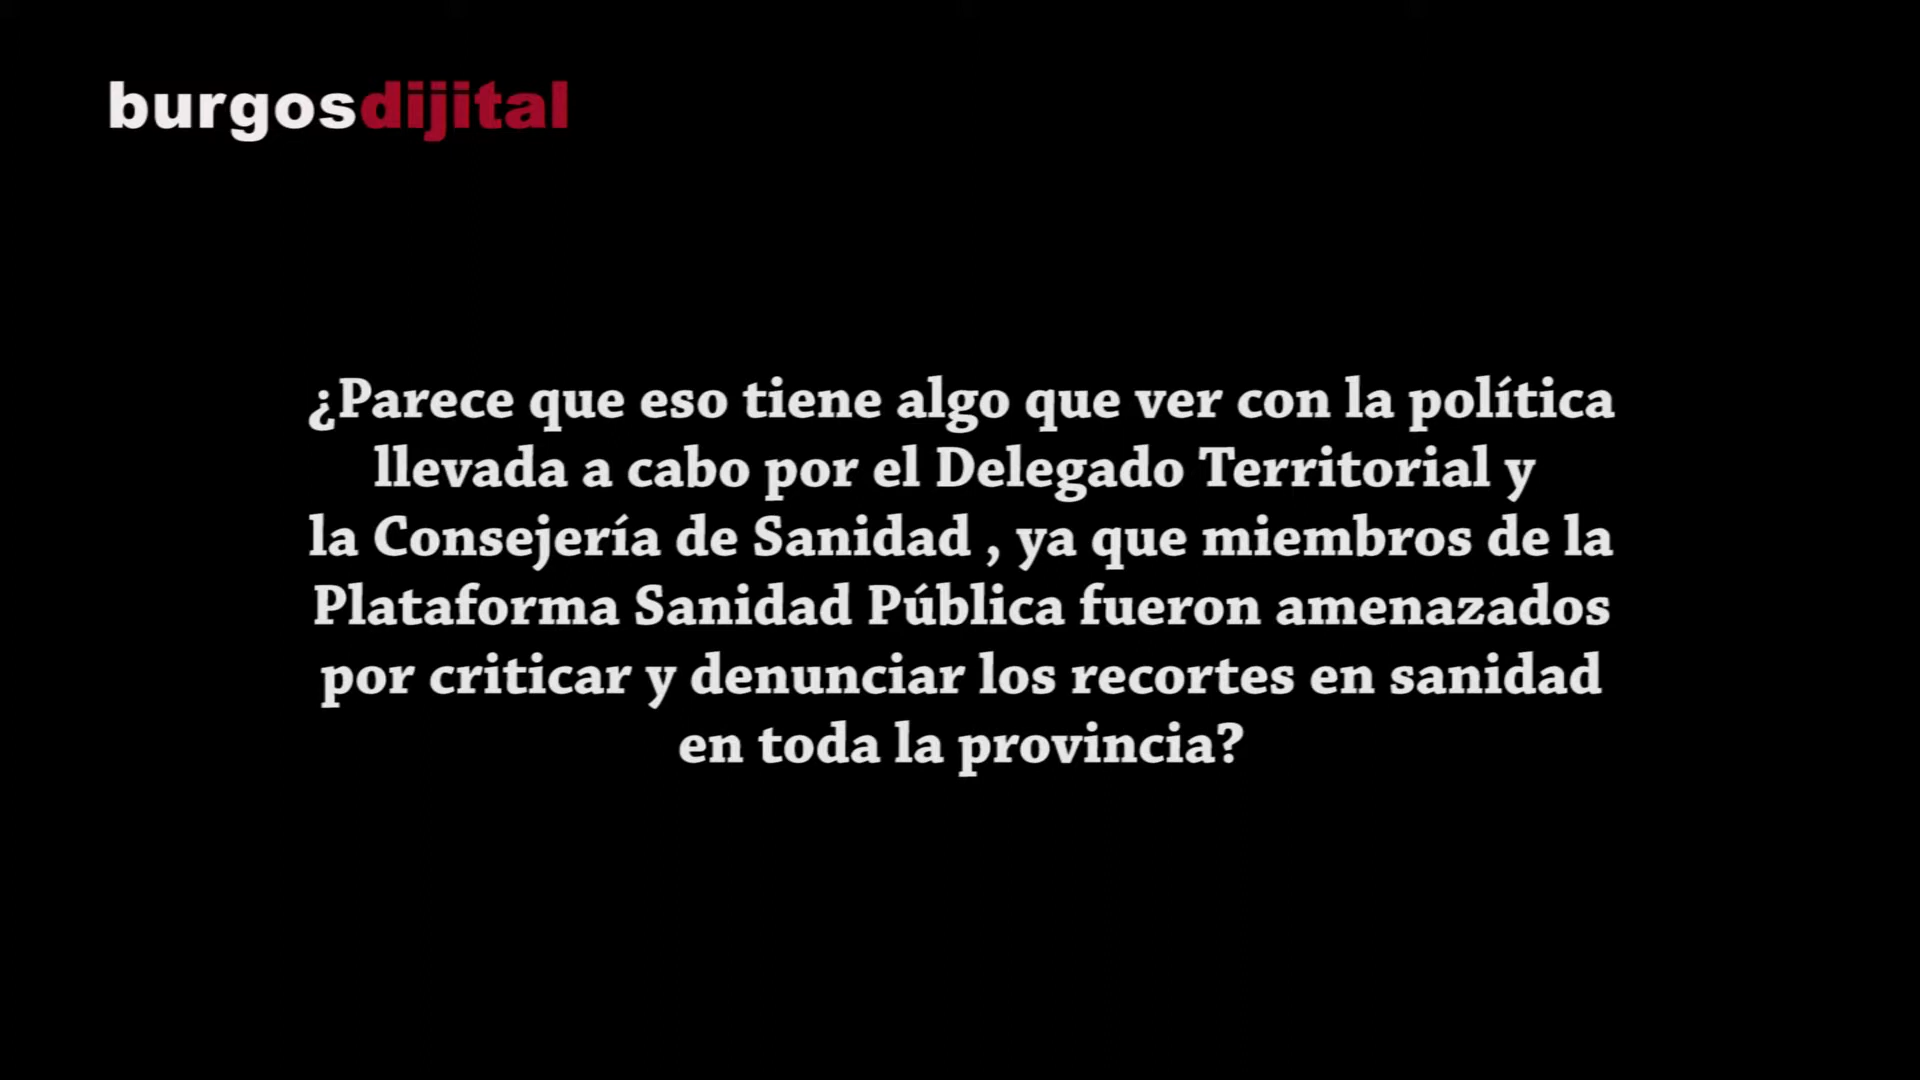 burgosdijital
¿Parece que eso tiene algo que ver con la política
llevada a cabo por el Delegado Territorial y
la Consejería de Sanidad , ya que miembros de la
Plataforma Sanidad Pública fueron amenazados
por criticar y denunciar los recortes en sanidad
en toda la provincia?